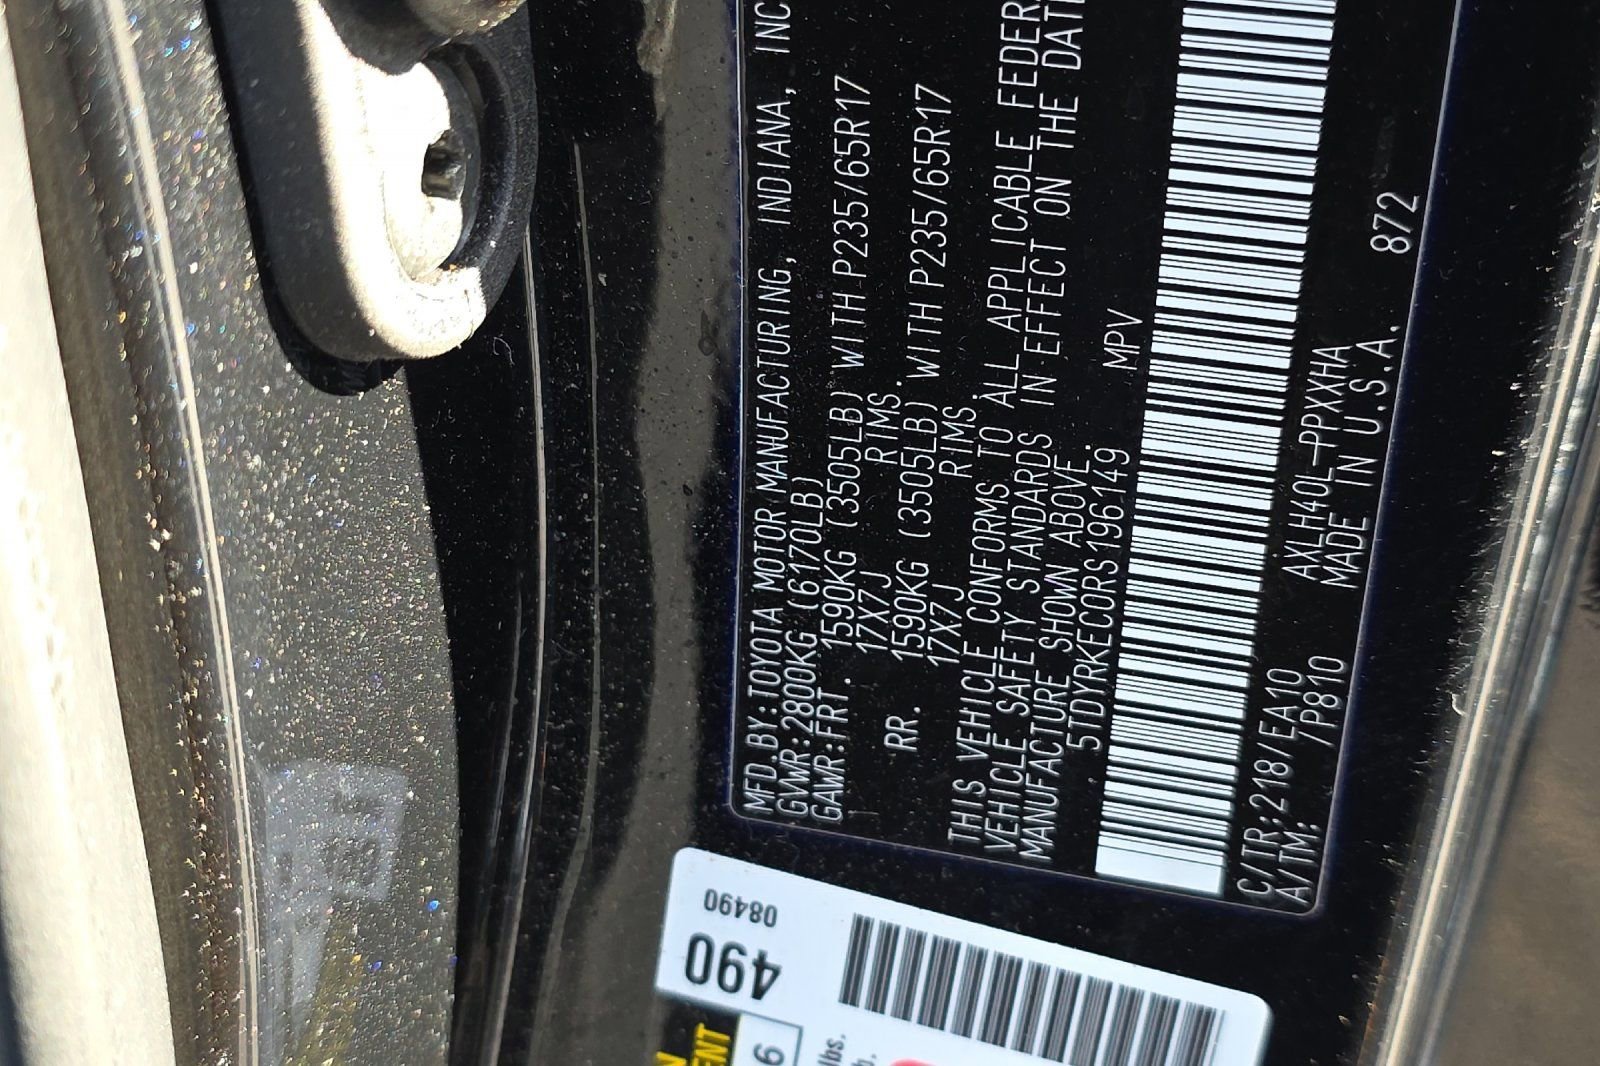 MFD.BY:TOYOTA MOTOR MANUFACTURING, INDIANA, INC
GVWR:2800KG(6170LB)
GAWR:FRT. 1590KG (3505LB) WITH P235/65R17
17X7J RIMS.
RR. 1590KG (3505LB) WITH P235/65R17
17X7J RIMS.
THIS VEHICLE CONFORMS TO ALL APPLICABLE FEDER
VEHICLE SAFETY STANDARDS IN EFFECT ON THE DAT
MANUFACTURE SHOWN ABOVE.
5TDYRKEC0RS196149 MPV
C/TR:218/EA10 AXLH40L-PPXXHA
A/TM: /P810 MADE IN U.S.A. 872
08490
490
lbs.